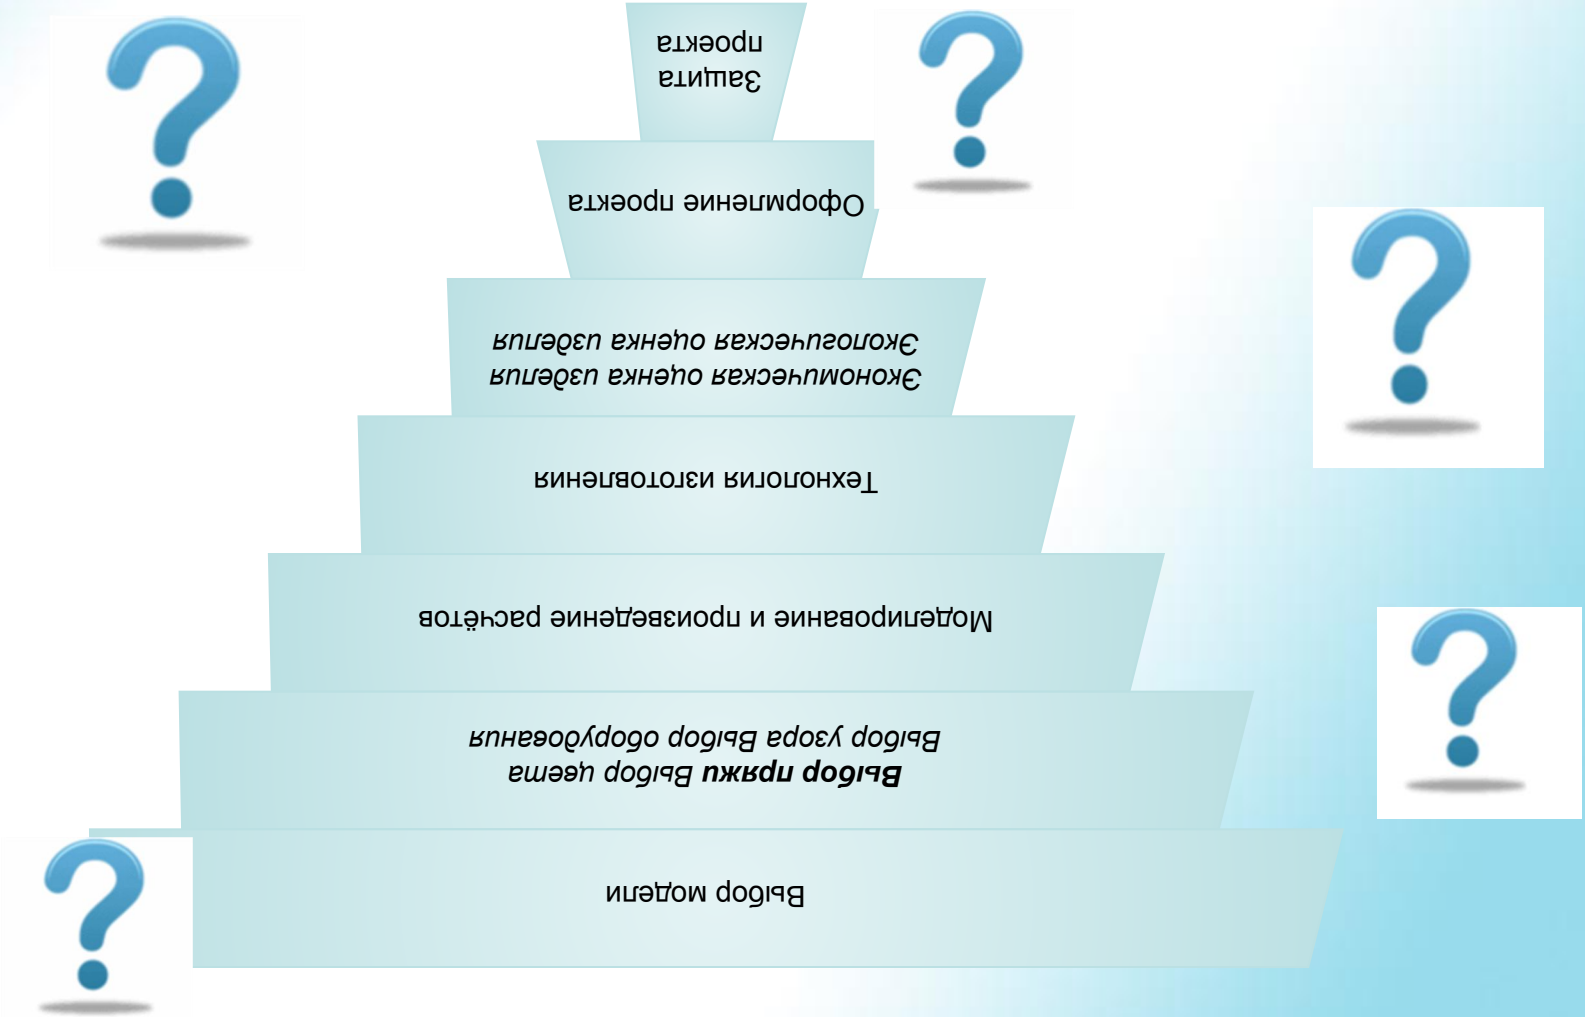 Выбор модели
Выбор пряжи Выбор цвета
Выбор узора Выбор оборудования
Моделирование и произведение расчётов
Технология изготовления
Экономическая оценка изделия
Экологическая оценка изделия
Оформление проекта
Защита
проекта